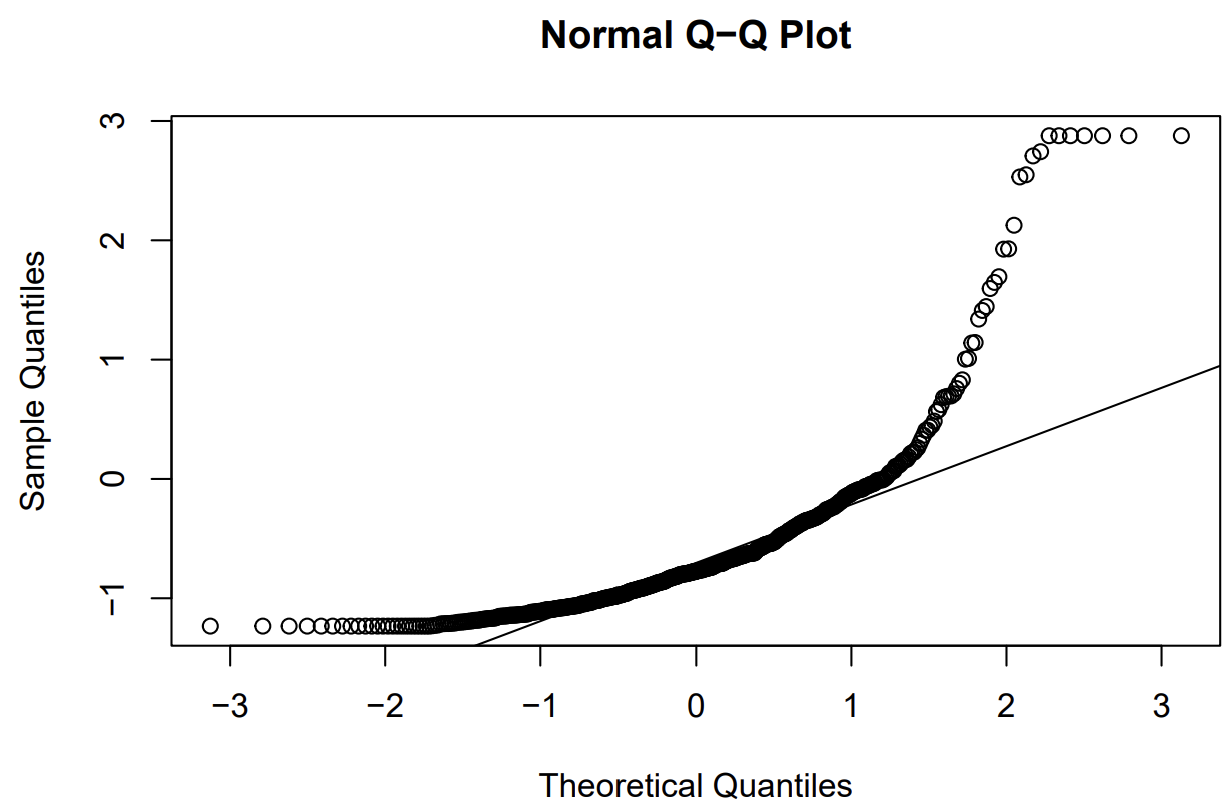 Normal Q−Q Plot
3
2
1
0
−1
Sample Quantiles
−3 −2 −1 0 1 2 3
Theoretical Quantiles